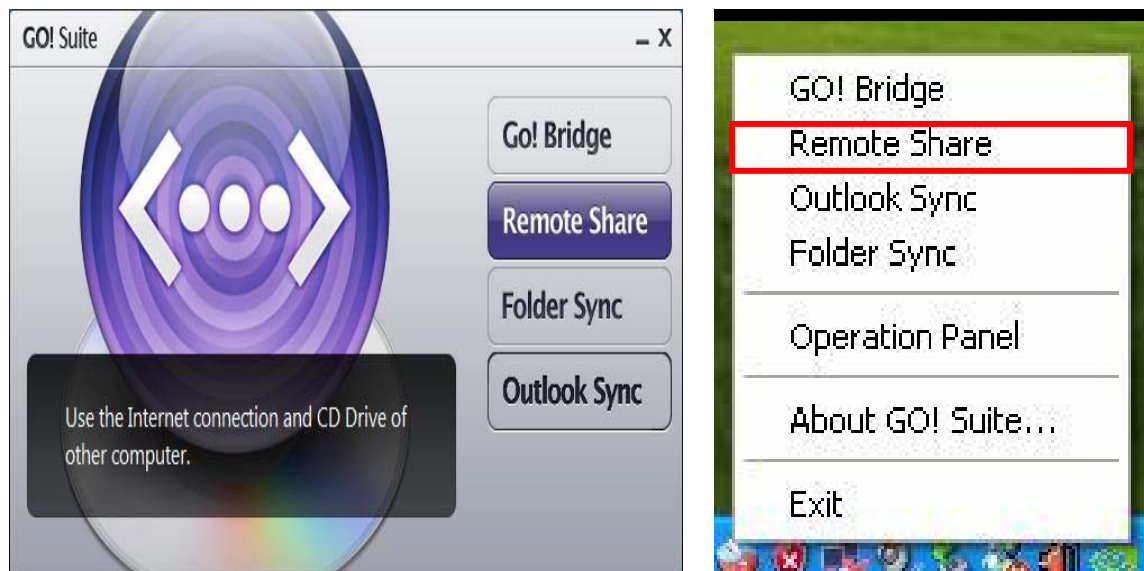 GO! Suite
– X
Go! Bridge
Remote Share
Folder Sync
Outlook Sync
Use the Internet connection and CD Drive of
other computer.
GO! Bridge
Remote Share
Outlook Sync
Folder Sync
Operation Panel
About GO! Suite...
Exit